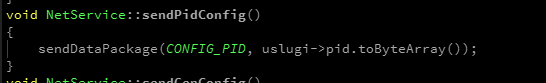 void NetService::sendPidConfig()
{
sendDataPackage(CONFIG_PID, uslugi->pid.toByteArray());
}